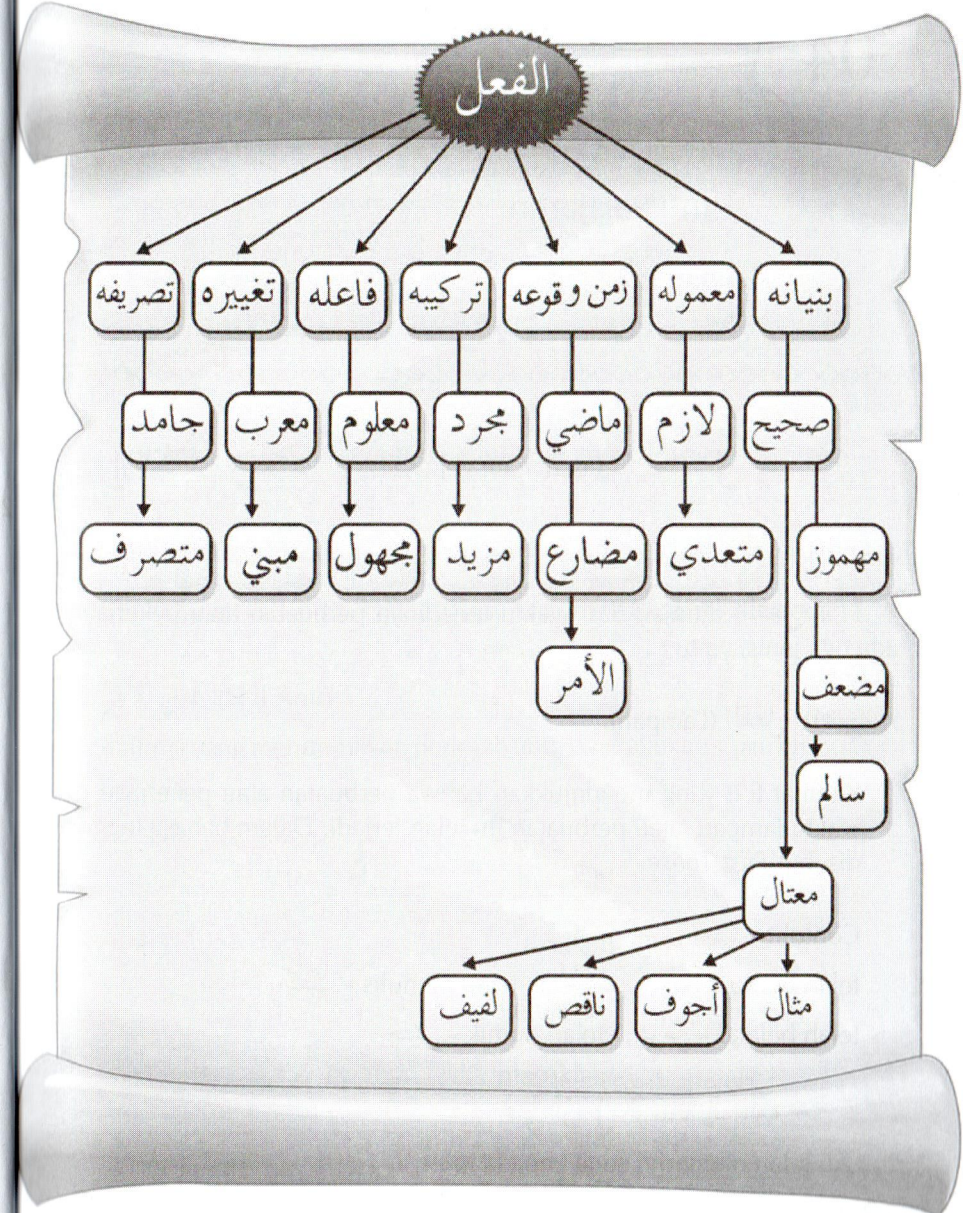 الفعل
بنيانه
معموله
زمن وقوعه
تركيبه
فاعله
تغييره
تصريفه
صحيح
لازم
ماضي
مجرد
معلوم
معرب
جامد
مهموز
متعدي
مضارع
مزيد
مجهول
مبني
متصرف
مضعف
الأمر
سالم
معتال
مثال
أجوف
ناقص
لفيف